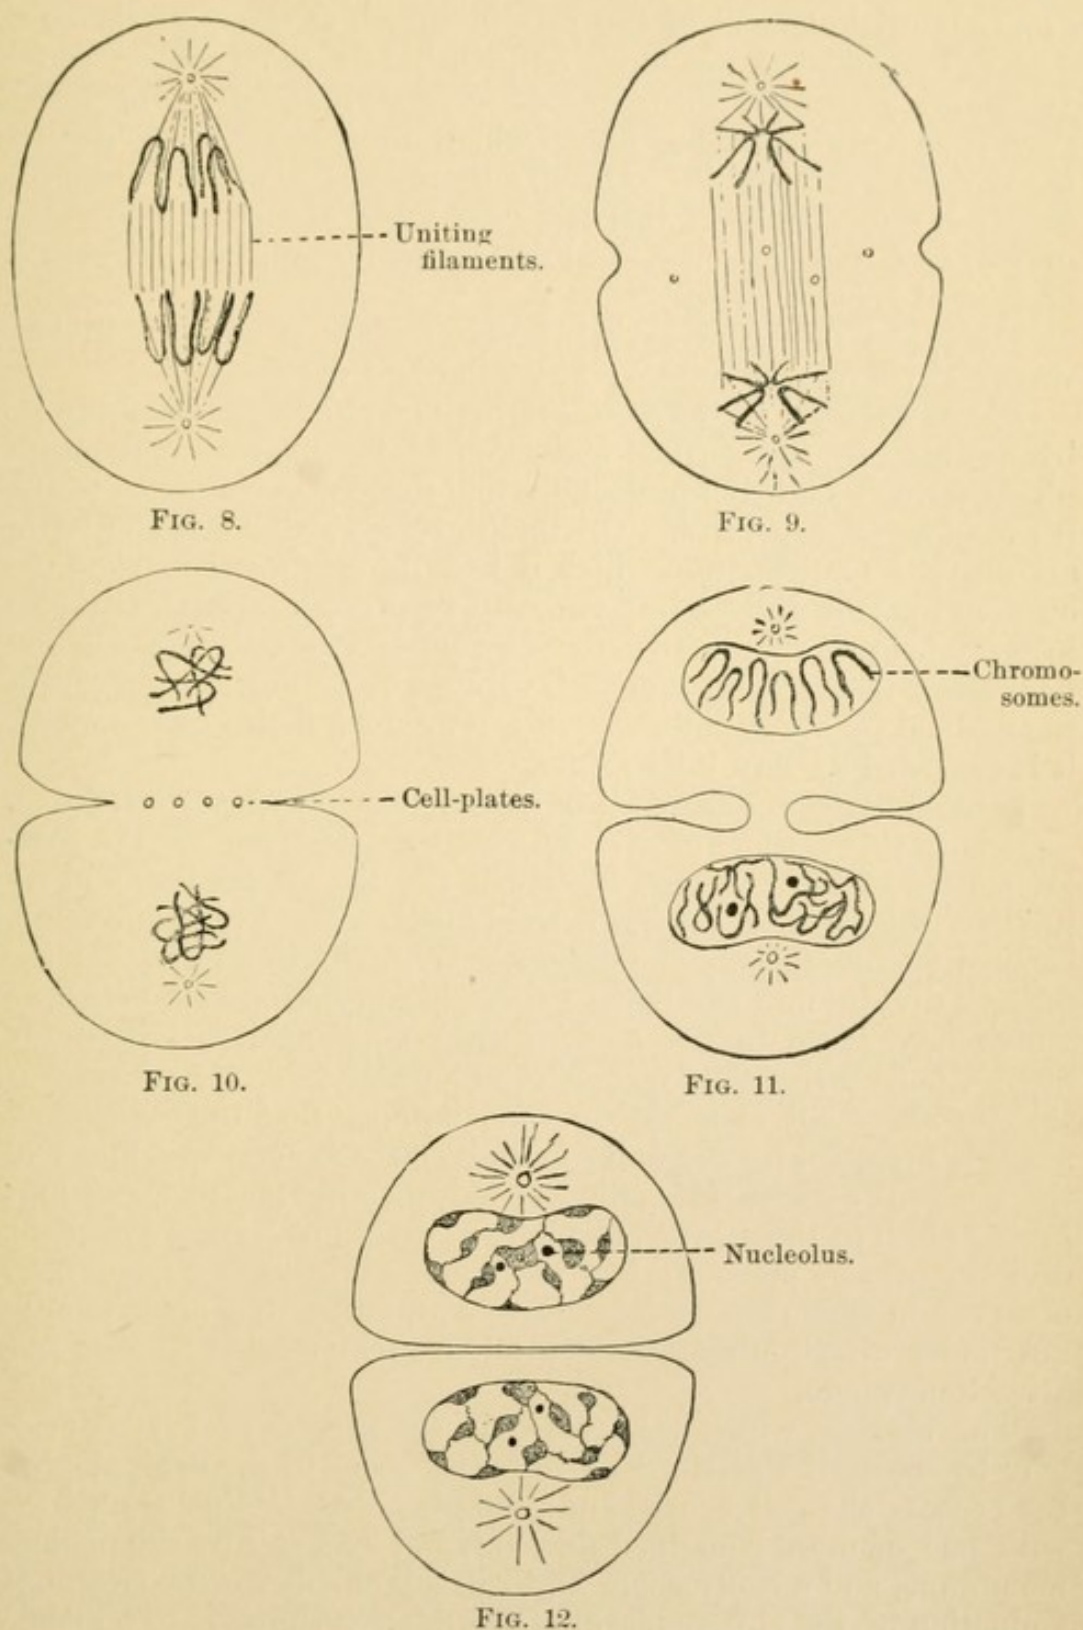 Uniting
filaments.
FIG. 8.
FIG. 9.
Chromo-
somes.
Cell-plates.
FIG. 10.
FIG. 11.
Nucleolus.
FIG. 12.